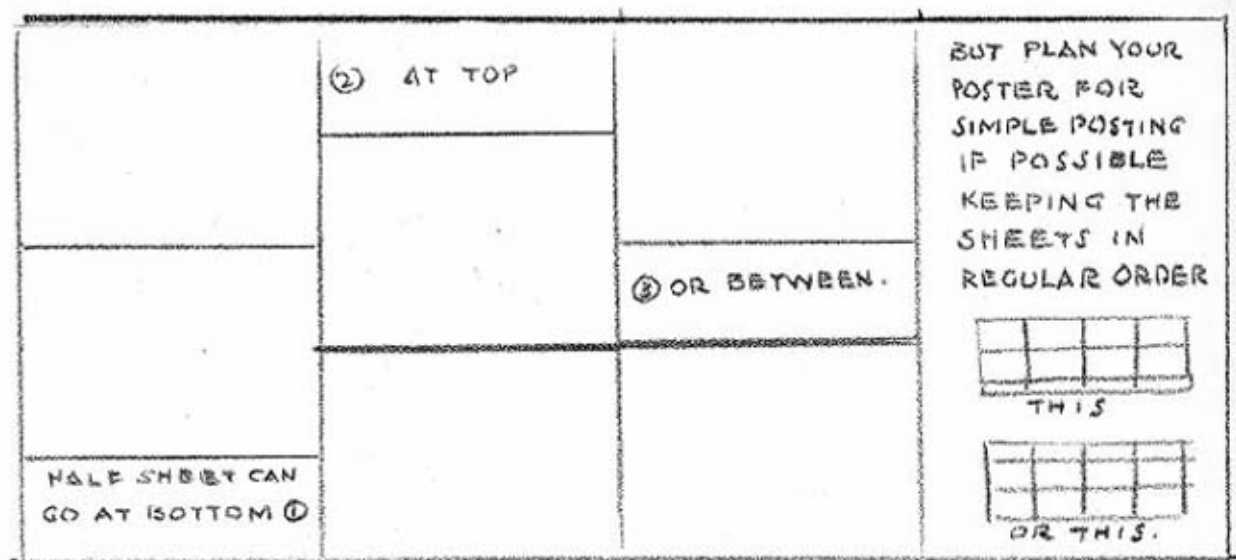 HALF SHEET CAN
GO AT BOTTOM ①
② AT TOP
③ OR BETWEEN.
BUT PLAN YOUR
POSTER FOR
SIMPLE POSTING
IF POSSIBLE
KEEPING THE
SHEETS IN
REGULAR ORDER
THIS
OR THIS.